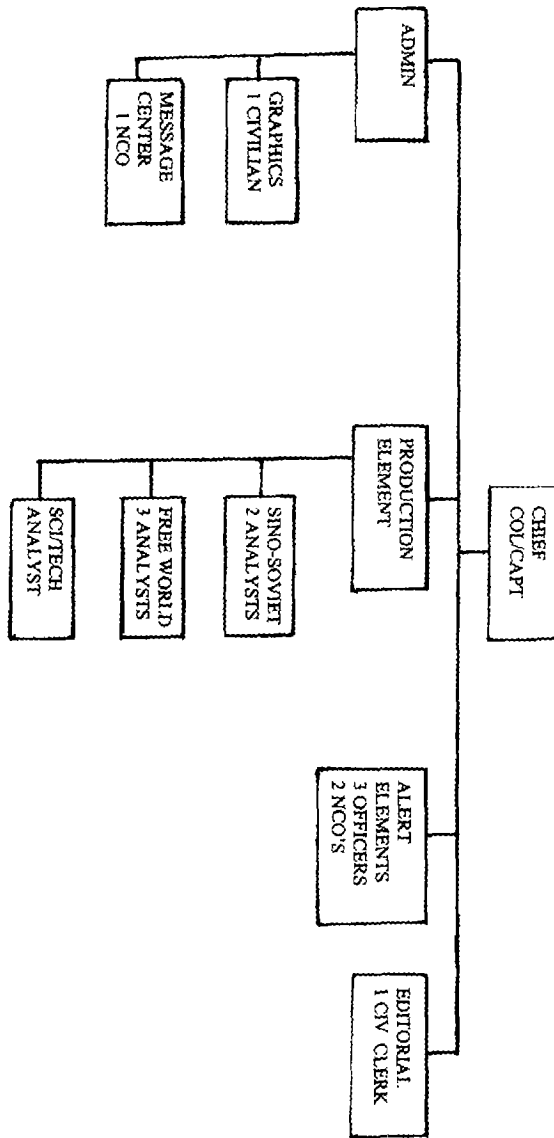 CHIEF
COL/CAPT
ADMIN
GRAPHICS
1 CIVILIAN
MESSAGE
CENTER
1 NCO
PRODUCTION
ELEMENT
SINO-SOVIET
2 ANALYSTS
FREE WORLD
3 ANALYSTS
SCI/TECH
ANALYST
ALERT
ELEMENTS
3 OFFICERS
2 NCO'S
EDITORIAL
1 CIV CLERK